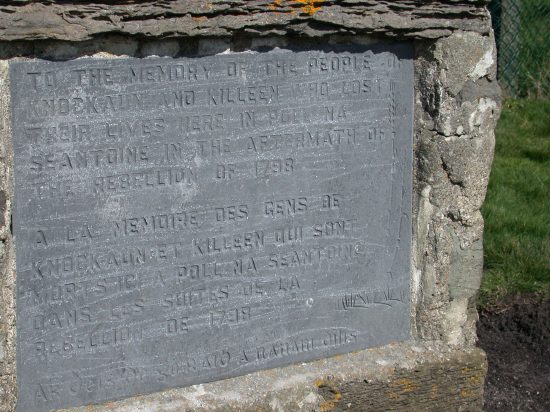 TO THE MEMORY OF THE PEOPLE O
KNOCKAUN AND KILLEEN WHO LOST
THEIR LIVES HERE IN POLL NA
SEANTOINE IN THE AFTERMATH OF
THE REBELLION OF 1798
A LA MEMOIRE DES GENS DE
KNOCKAUN ET KILLEEN QUI SONT
MORTS ICI A POLL NA SEANTOINE
DANS LES SUITES DE LA
REBELLION DE 1798